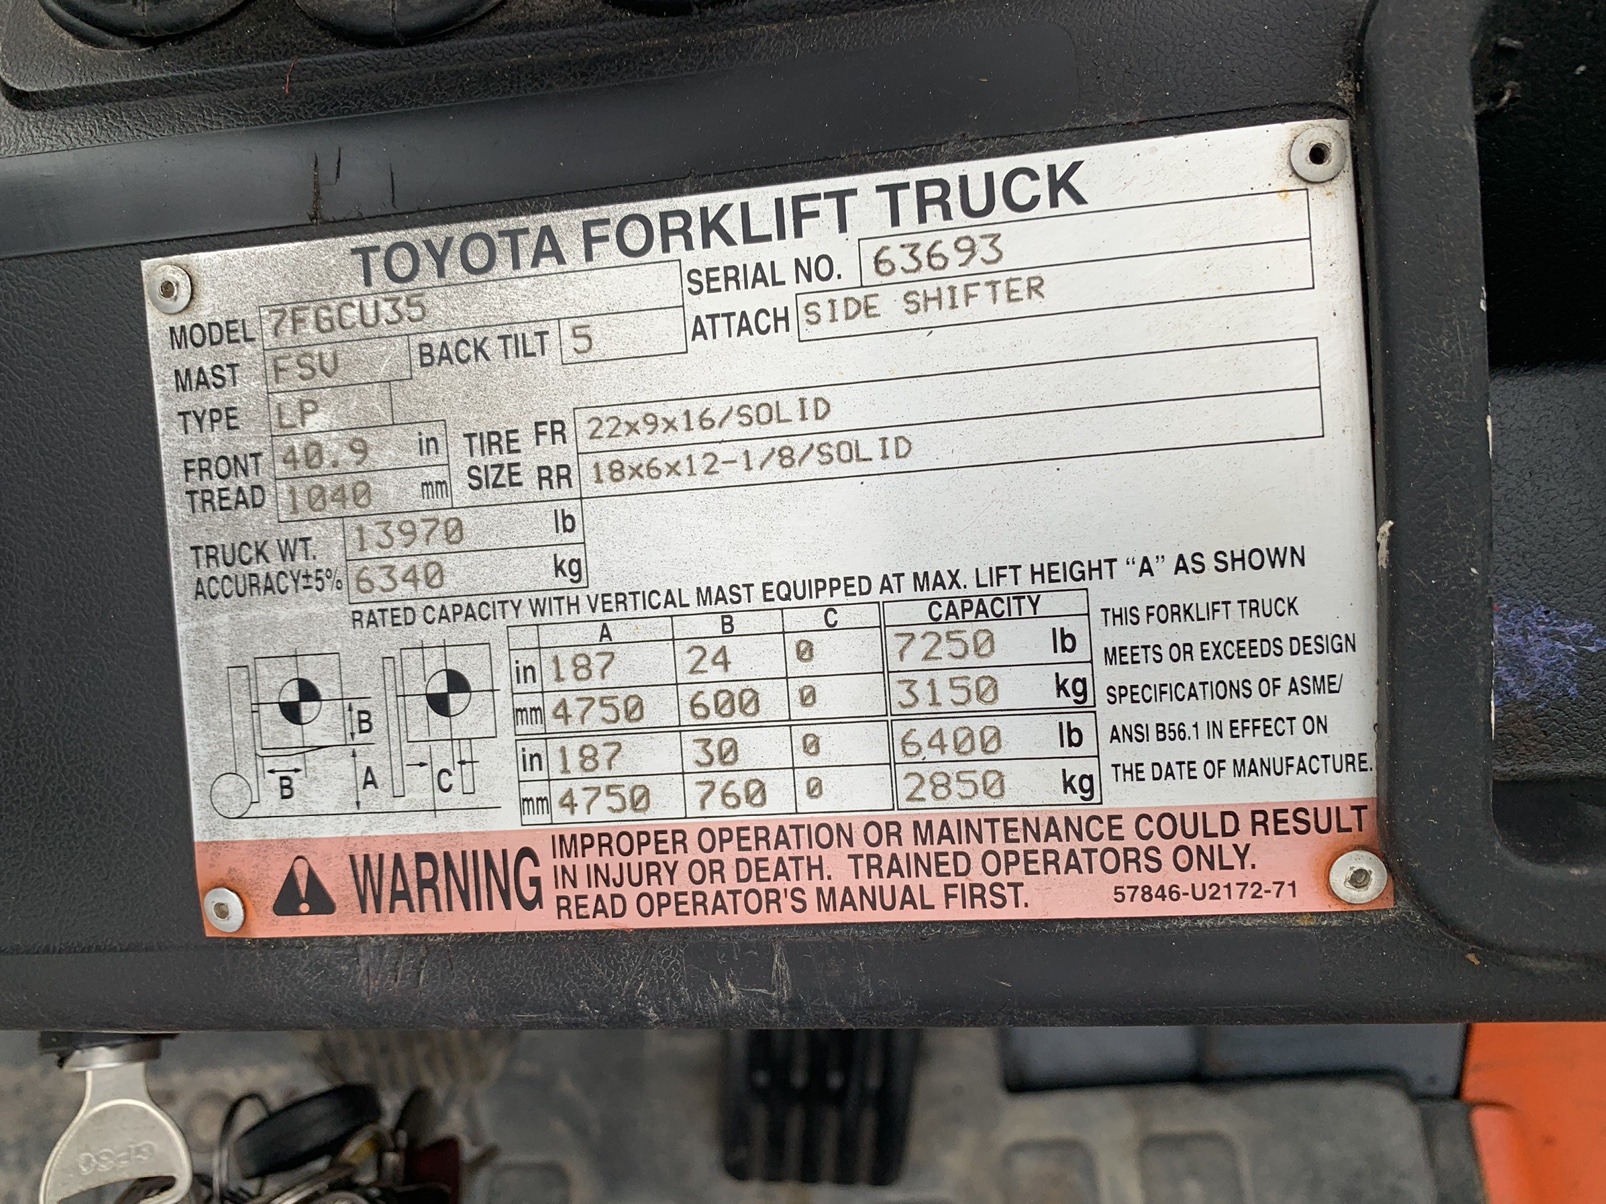 TOYOTA FORKLIFT TRUCK
MODEL 7FGCU35 SERIAL NO. 63693
MAST FSV BACK TILT 5 ATTACH SIDE SHIFTER
TYPE LP
FRONT TREAD 40.9 in TIRE SIZE FR 22x9x16/SOLID
1040 mm RR 18x6x12-1/8/SOLID
TRUCK WT. 13970 lb
ACCURACY±5% 6340 kg
RATED CAPACITY WITH VERTICAL MAST EQUIPPED AT MAX. LIFT HEIGHT "A" AS SHOWN
A B C CAPACITY
in 187 24 0 7250 lb
mm 4750 600 0 3150 kg
in 187 30 0 6400 lb
mm 4750 760 0 2850 kg
B
B A C
THIS FORKLIFT TRUCK
MEETS OR EXCEEDS DESIGN
SPECIFICATIONS OF ASME/
ANSI B56.1 IN EFFECT ON
THE DATE OF MANUFACTURE.
WARNING
IMPROPER OPERATION OR MAINTENANCE COULD RESULT
IN INJURY OR DEATH. TRAINED OPERATORS ONLY.
READ OPERATOR'S MANUAL FIRST. 57846-U2172-71